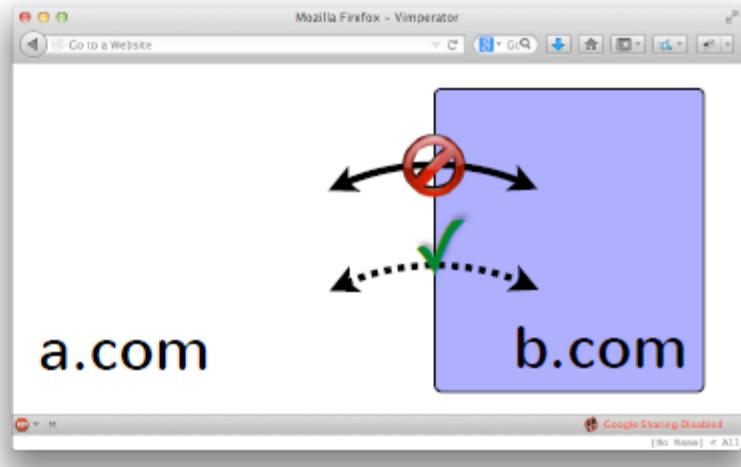 Mozilla Firefox - Vimperator
Go to a Website
a.com
b.com
Google Sharing Disabled
[No Name] < All